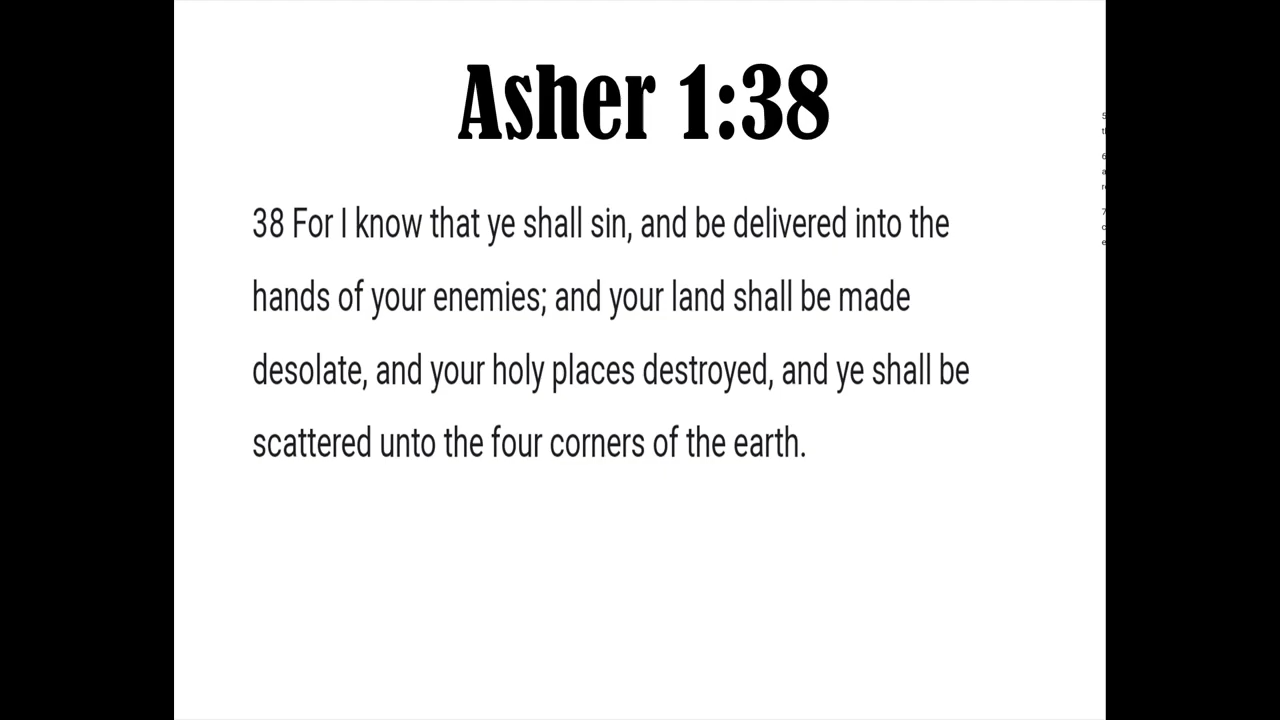 Asher 1:38
38 For I know that ye shall sin, and be delivered into the
hands of your enemies; and your land shall be made
desolate, and your holy places destroyed, and ye shall be
scattered unto the four corners of the earth.